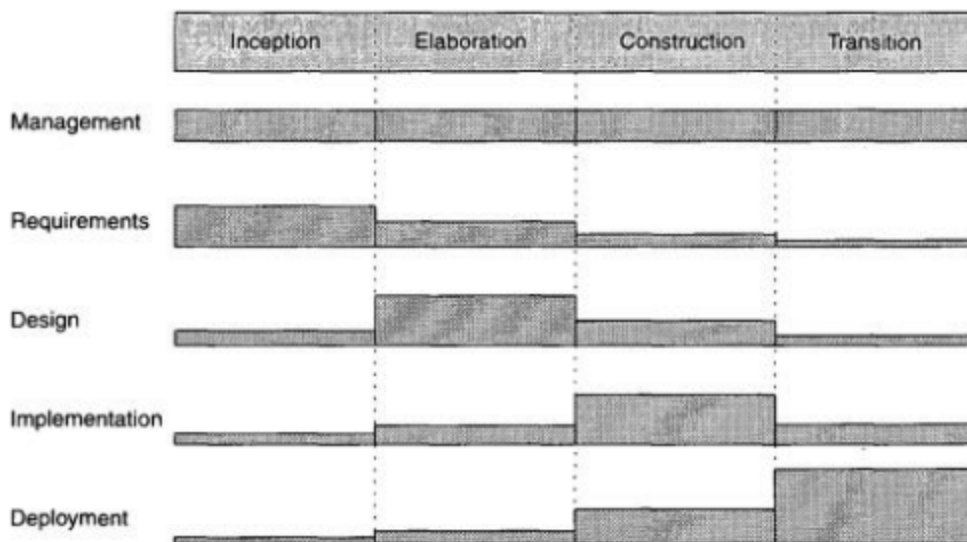 Inception Elaboration Construction Transition
Management
Requirements
Design
Implementation
Deployment